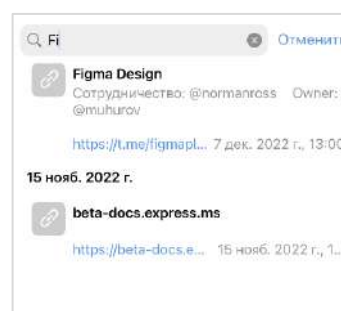 Fi Отменить
Figma Design
Сотрудничество: @normanross Owner:
@muhurov
https://t.me/figmapl... 7 дек. 2022 г., 13:00
15 нояб. 2022 г.
beta-docs.express.ms
https://beta-docs.e... 15 нояб. 2022 г., 1...